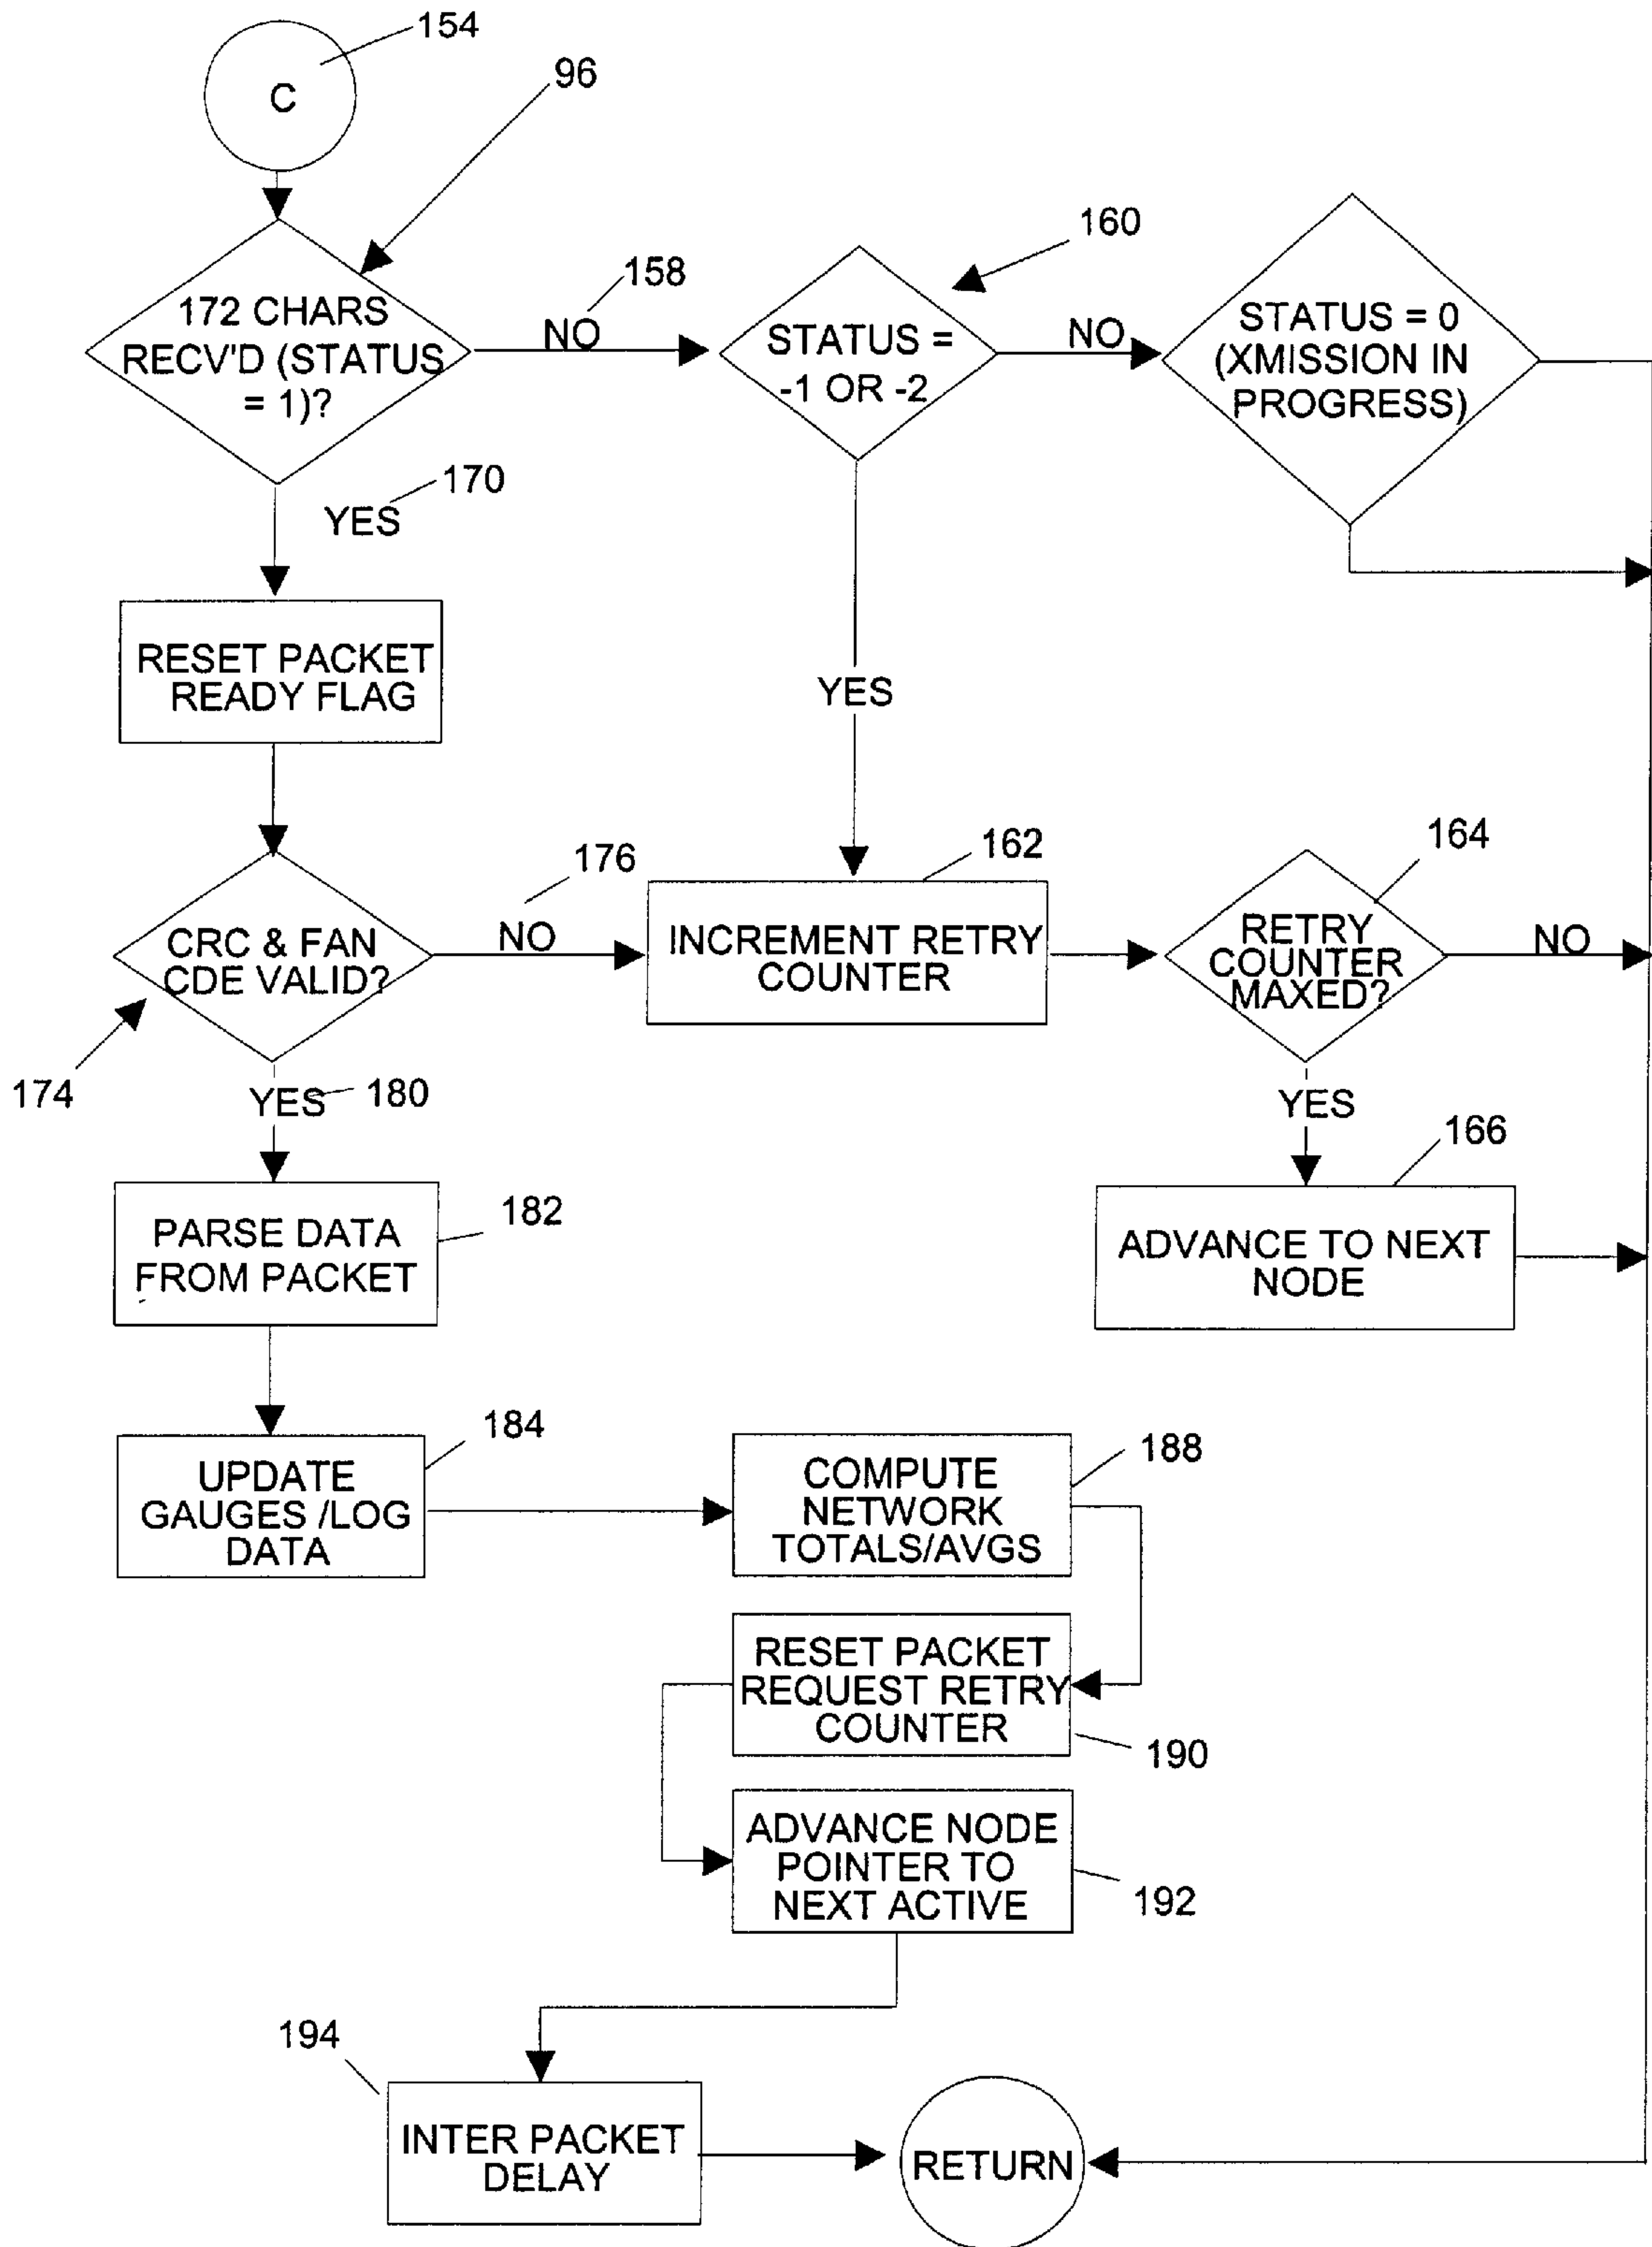 154
C
96
172 CHARS
RECV'D (STATUS
= 1)?
158
NO
160
STATUS =
-1 OR -2
NO
STATUS = 0
(XMISSION IN
PROGRESS)
170
YES
RESET PACKET
READY FLAG
YES
CRC & FAN
CDE VALID?
174
176
NO
162
INCREMENT RETRY
COUNTER
164
RETRY
COUNTER
MAXED?
NO
YES
180
YES
166
ADVANCE TO NEXT
NODE
PARSE DATA
FROM PACKET
182
UPDATE
GAUGES /LOG
DATA
184
COMPUTE
NETWORK
TOTALS/AVGS
188
RESET PACKET
REQUEST RETRY
COUNTER
190
ADVANCE NODE
POINTER TO
NEXT ACTIVE
192
194
INTER PACKET
DELAY
RETURN